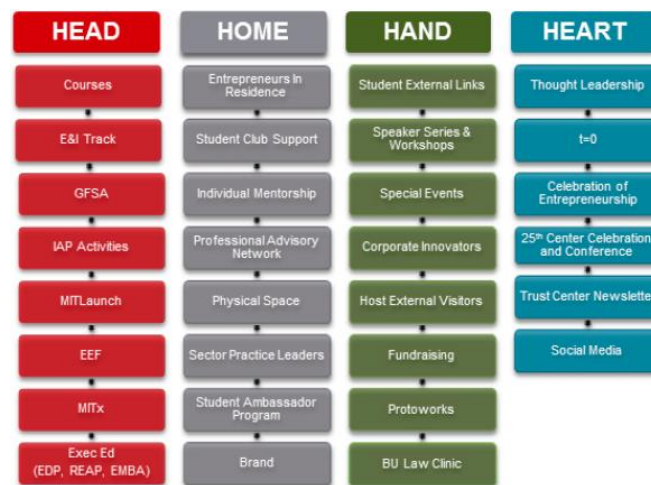 HEAD
Courses
E&I Track
GFSA
IAP Activities
MITLaunch
EEF
MITx
Exec Ed
(EDP, REAP, EMBA)
HOME
Entrepreneurs In
Residence
Student Club Support
Individual Mentorship
Professional Advisory
Network
Physical Space
Sector Practice Leaders
Student Ambassador
Program
Brand
HAND
Student External Links
Speaker Series &
Workshops
Special Events
Corporate Innovators
Host External Visitors
Fundraising
Protoworks
BU Law Clinic
HEART
Thought Leadership
t=0
Celebration of
Entrepreneurship
25th Center Celebration
and Conference
Trust Center Newslette
Social Media